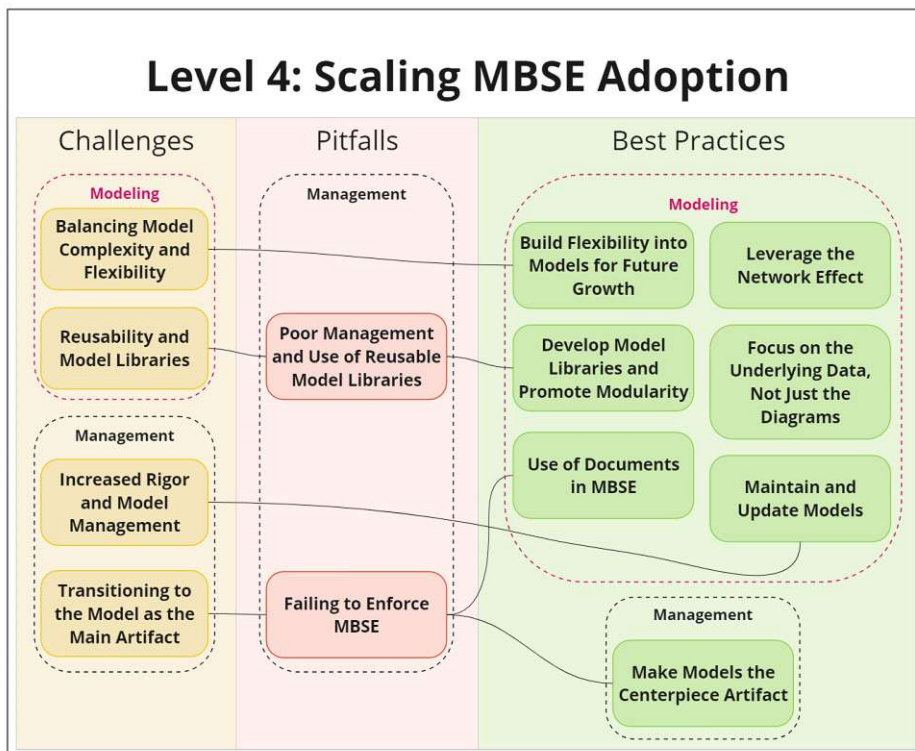 Level 4: Scaling MBSE Adoption
Challenges
Modeling
Balancing Model
Complexity and
Flexibility
Reusability and
Model Libraries
Management
Increased Rigor
and Model
Management
Transitioning to
the Model as the
Main Artifact
Pitfalls
Management
Poor Management
and Use of Reusable
Model Libraries
Failing to Enforce
MBSE
Best Practices
Modeling
Build Flexibility into
Models for Future
Growth
Leverage the
Network Effect
Develop Model
Libraries and
Promote Modularity
Focus on the
Underlying Data,
Not Just the
Diagrams
Use of Documents
in MBSE
Maintain and
Update Models
Management
Make Models the
Centerpiece Artifact